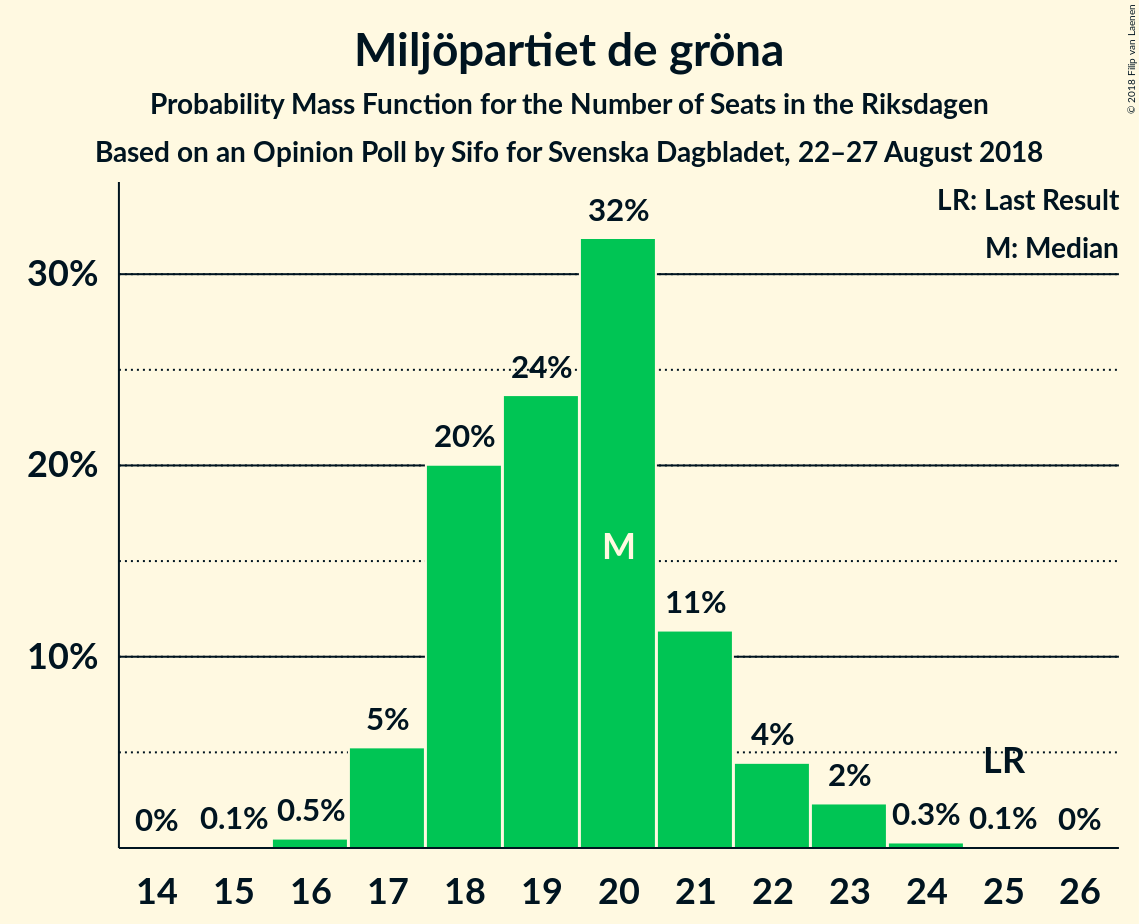 Miljöpartiet de gröna
Probability Mass Function for the Number of Seats in the Riksdagen
Based on an Opinion Poll by Sifo for Svenska Dagbladet, 22–27 August 2018
© 2018 Filip van Laenen
LR: Last Result
M: Median
30%
20%
10%
0%
0.1%
0.5%
5%
20%
24%
32%
M
11%
4%
2%
0.3%
LR
0.1%
0%
14 15 16 17 18 19 20 21 22 23 24 25 26